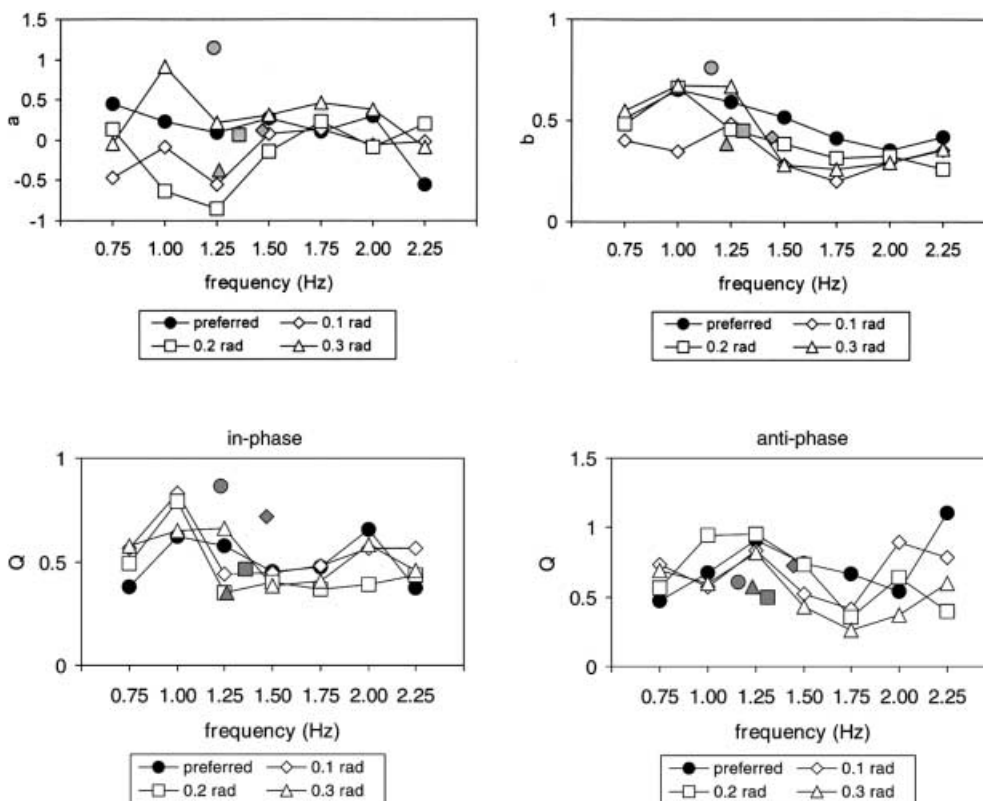 1.5
1
0.5
0
-0.5
-1
a
0.75 1.00 1.25 1.50 1.75 2.00 2.25
frequency (Hz)
preferred 0.1 rad
0.2 rad 0.3 rad
1
0.5
0
b
0.75 1.00 1.25 1.50 1.75 2.00 2.25
frequency (Hz)
preferred 0.1 rad
0.2 rad 0.3 rad
in-phase
1
0.5
0
Q
0.75 1.00 1.25 1.50 1.75 2.00 2.25
frequency (Hz)
preferred 0.1 rad
0.2 rad 0.3 rad
anti-phase
1.5
1
0.5
0
Q
0.75 1.00 1.25 1.50 1.75 2.00 2.25
frequency (Hz)
preferred 0.1 rad
0.2 rad 0.3 rad